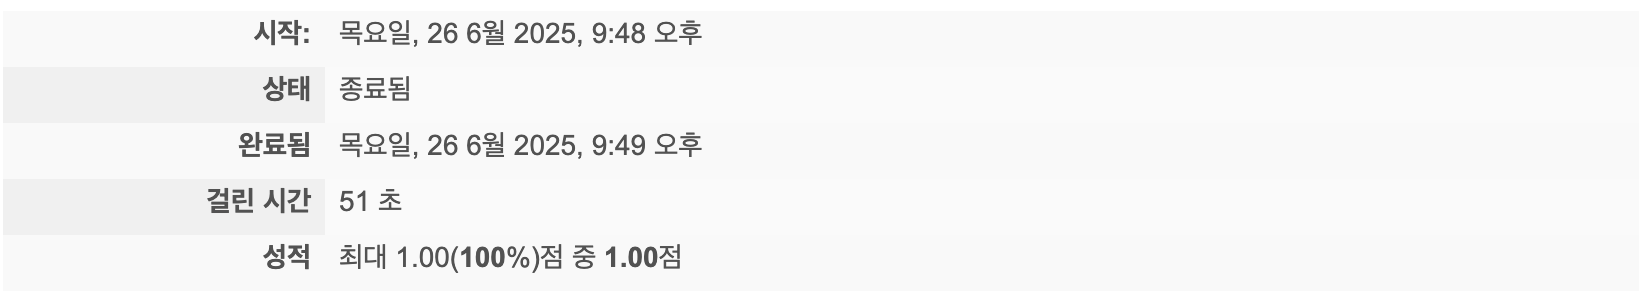 시작: 목요일, 26 6월 2025, 9:48 오후
상태 종료됨
완료됨 목요일, 26 6월 2025, 9:49 오후
걸린 시간 51 초
성적 최대 1.00(100%)점 중 1.00점